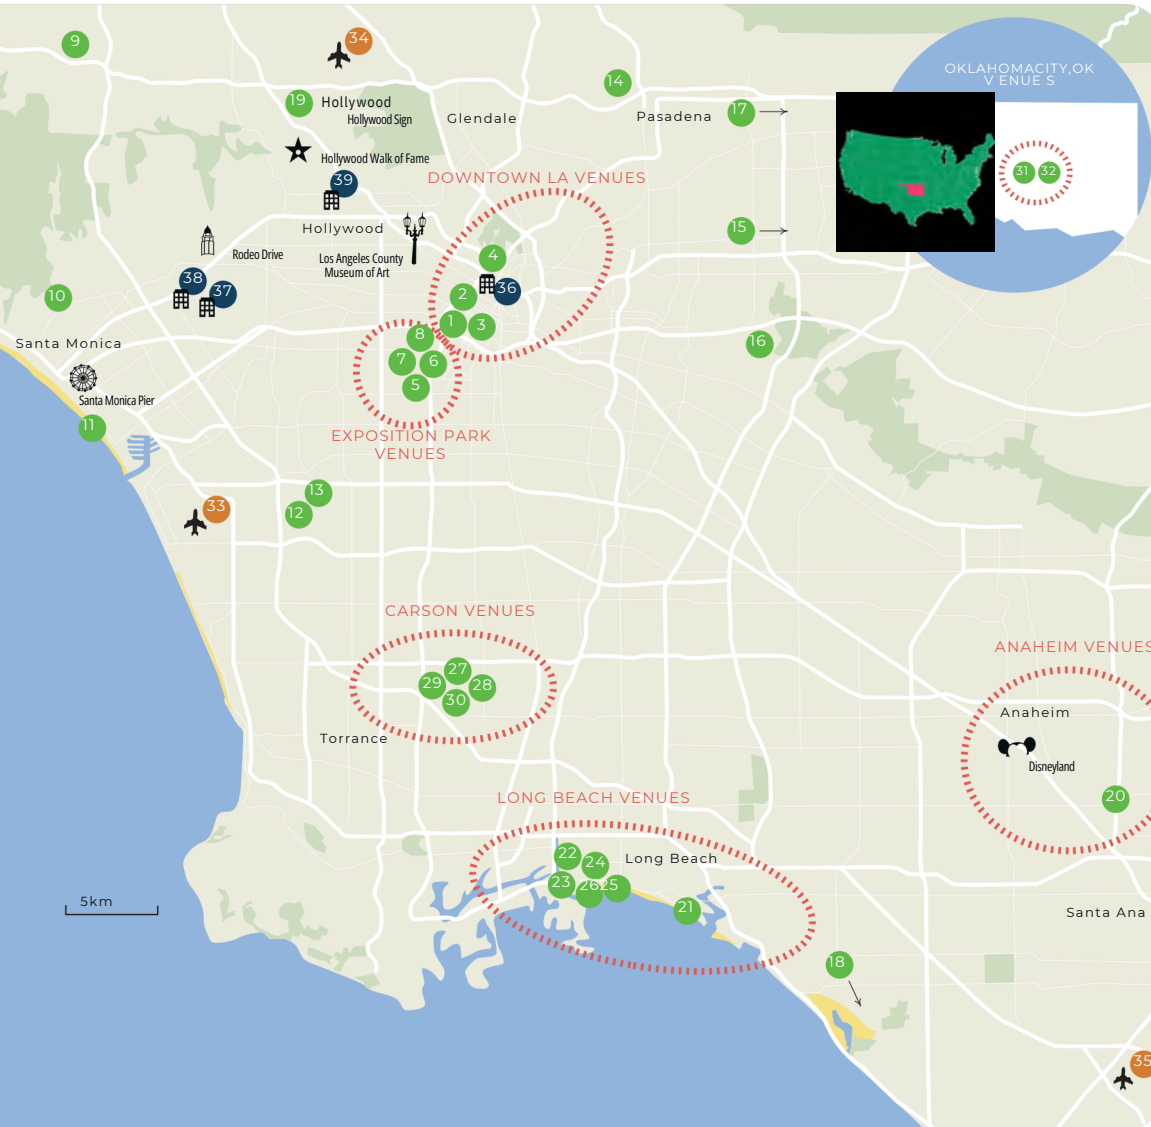 9
34
14
19
Hollywood
Hollywood Sign
Glendale
Pasadena
17
OKLAHOMACITY,OK
V ENUE S
31 32
Hollywood Walk of Fame
39
DOWNTOWN LA VENUES
Hollywood
15
Rodeo Drive
Los Angeles County
Museum of Art
4
38
37
36
10
2
1
3
8
Santa Monica
7
6
5
16
Santa Monica Pier
11
EXPOSITION PARK
VENUES
13
12
33
CARSON VENUES
27
29
28
30
Torrance
ANAHEIM VENUES
Anaheim
Disneyland
20
LONG BEACH VENUES
22
24
Long Beach
23
26
25
21
5km
Santa Ana
18
35